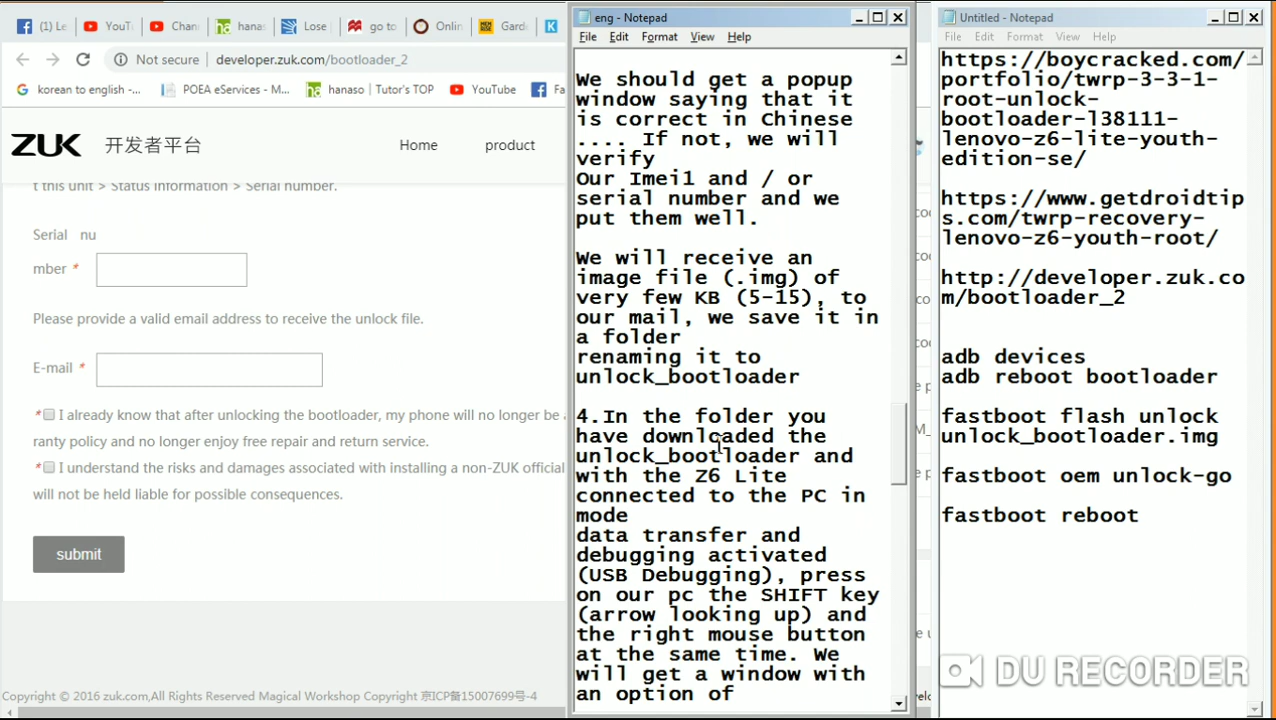 (1) Le
YouT
Chan
hanas
Lose
go to
Onlin
Gard
Not secure
developer.zuk.com/bootloader_2
korean to english -...
POEA eServices - M...
hanaso | Tutor's TOP
YouTube
Fa
ZUK 开发者平台
Home
product
t this unit > Status Information > Serial number.
Serial nu
mber *
Please provide a valid email address to receive the unlock file.
E-mail *
* I already know that after unlocking the bootloader, my phone will no longer be
ranty policy and no longer enjoy free repair and return service.
* I understand the risks and damages associated with installing a non-ZUK official
will not be held liable for possible consequences.
submit
Copyright © 2016 zuk.com,All Rights Reserved Magical Workshop Copyright 京ICP备15007699号-4
eng - Notepad
File Edit Format View Help
We should get a popup
window saying that it
is correct in Chinese
.... If not, we will
verify
Our Imei1 and / or
serial number and we
put them well.
We will receive an
image file (.img) of
very few KB (5-15), to
our mail, we save it in
a folder
renaming it to
unlock_bootloader
4.In the folder you
have downloaded the
unlock_bootloader and
with the Z6 Lite
connected to the PC in
mode
data transfer and
debugging activated
(USB Debugging), press
on our pc the SHIFT key
(arrow looking up) and
the right mouse button
at the same time. We
will get a window with
an option of
Untitled - Notepad
File Edit Format View Help
https://boycracked.com/
portfolio/twrp-3-3-1-
root-unlock-
bootloader-l38111-
lenovo-z6-lite-youth-
edition-se/
https://www.getdroidtip
s.com/twrp-recovery-
lenovo-z6-youth-root/
http://developer.zuk.co
m/bootloader_2
adb devices
adb reboot bootloader
fastboot flash unlock
unlock_bootloader.img
fastboot oem unlock-go
fastboot reboot
DU RECORDER